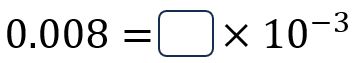 0.008 = □ × 10⁻³